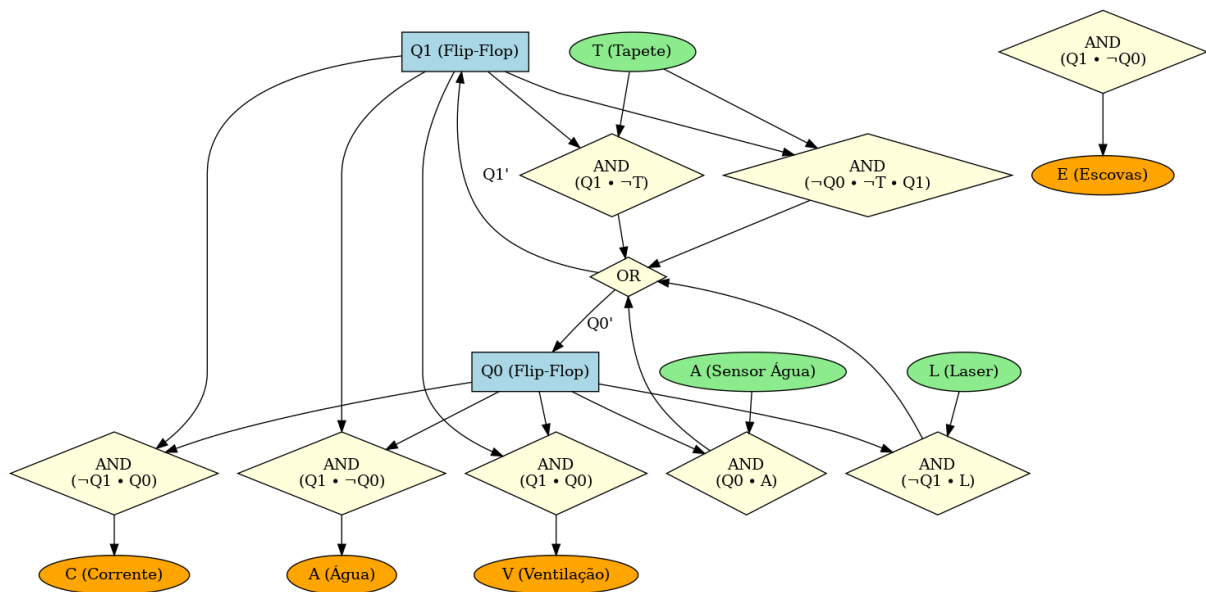 Q1 (Flip-Flop)
T (Tapete)
AND
(Q1 • ¬Q0)
Q1'
AND
(Q1 • ¬T)
AND
(¬Q0 • ¬T • Q1)
E (Escovas)
OR
Q0'
Q0 (Flip-Flop)
A (Sensor Água)
L (Laser)
AND
(¬Q1 • Q0)
AND
(Q1 • ¬Q0)
AND
(Q1 • Q0)
AND
(Q0 • A)
AND
(¬Q1 • L)
C (Corrente)
A (Água)
V (Ventilação)